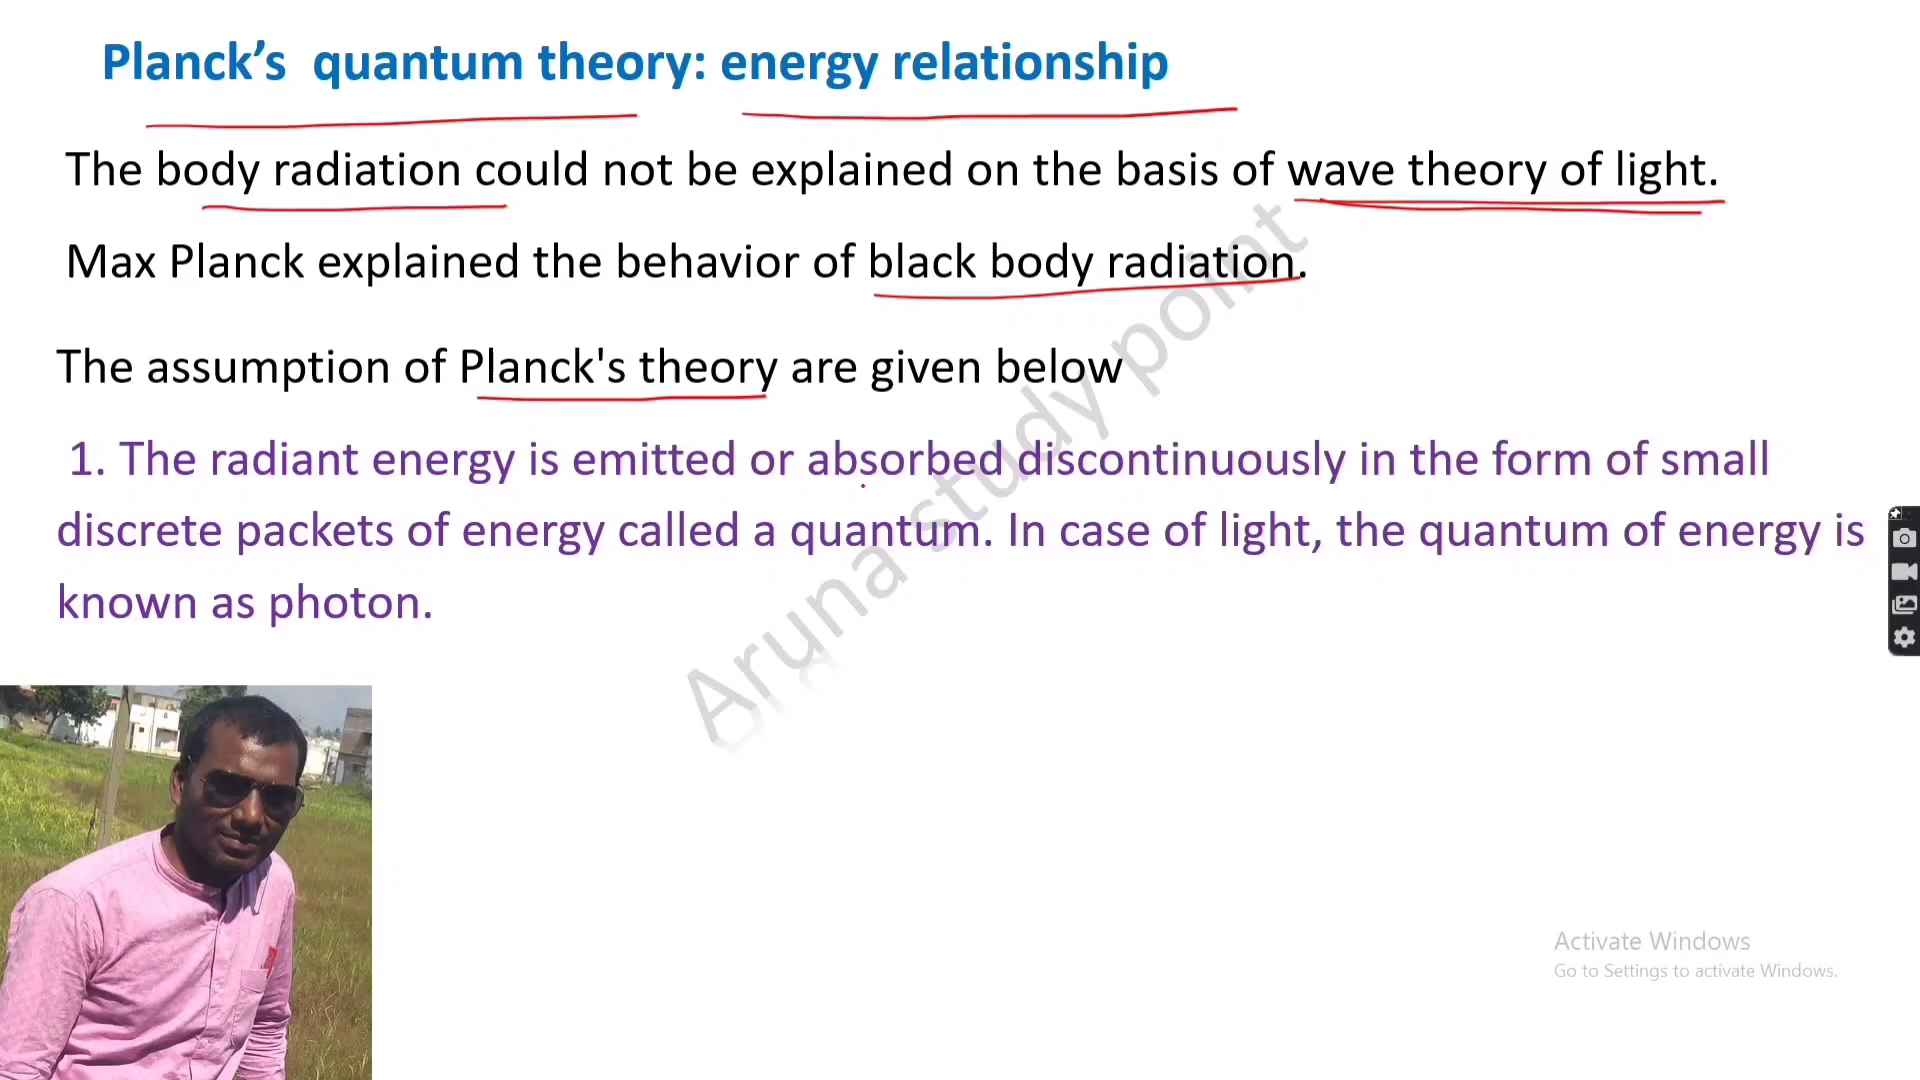 Planck’s quantum theory: energy relationship
The body radiation could not be explained on the basis of wave theory of light.
Max Planck explained the behavior of black body radiation.
The assumption of Planck's theory are given below
1. The radiant energy is emitted or absorbed discontinuously in the form of small
discrete packets of energy called a quantum. In case of light, the quantum of energy is
known as photon.
Aruna study point
Activate Windows
Go to Settings to activate Windows.